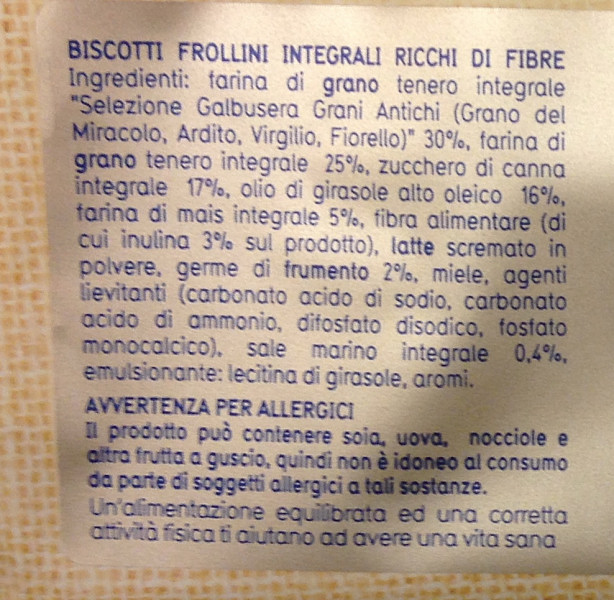 BISCOTTI FROLLINI INTEGRALI RICCHI DI FIBRE
Ingredienti: farina di grano tenero integrale
"Selezione Galbusera Grani Antichi (Grano del
Miracolo, Ardito, Virgilio, Fiorello)" 30%, farina di
grano tenero integrale 25%, zucchero di canna
integrale 17%, olio di girasole alto oleico 16%,
farina di mais integrale 5%, fibra alimentare (di
cui inulina 3% sul prodotto), latte scremato in
polvere, germe di frumento 2%, miele, agenti
lievitanti (carbonato acido di sodio, carbonato
acido di ammonio, difosfato disodico, fosfato
monocalcico), sale marino integrale 0,4%,
emulsionante: lecitina di girasole, aromi.
AVVERTENZA PER ALLERGICI
Il prodotto può contenere soia, uova, nocciole e
altra frutta a guscio, quindi non è idoneo al consumo
da parte di soggetti allergici a tali sostanze.
Un'alimentazione equilibrata ed una corretta
attività fisica ti aiutano ad avere una vita sana